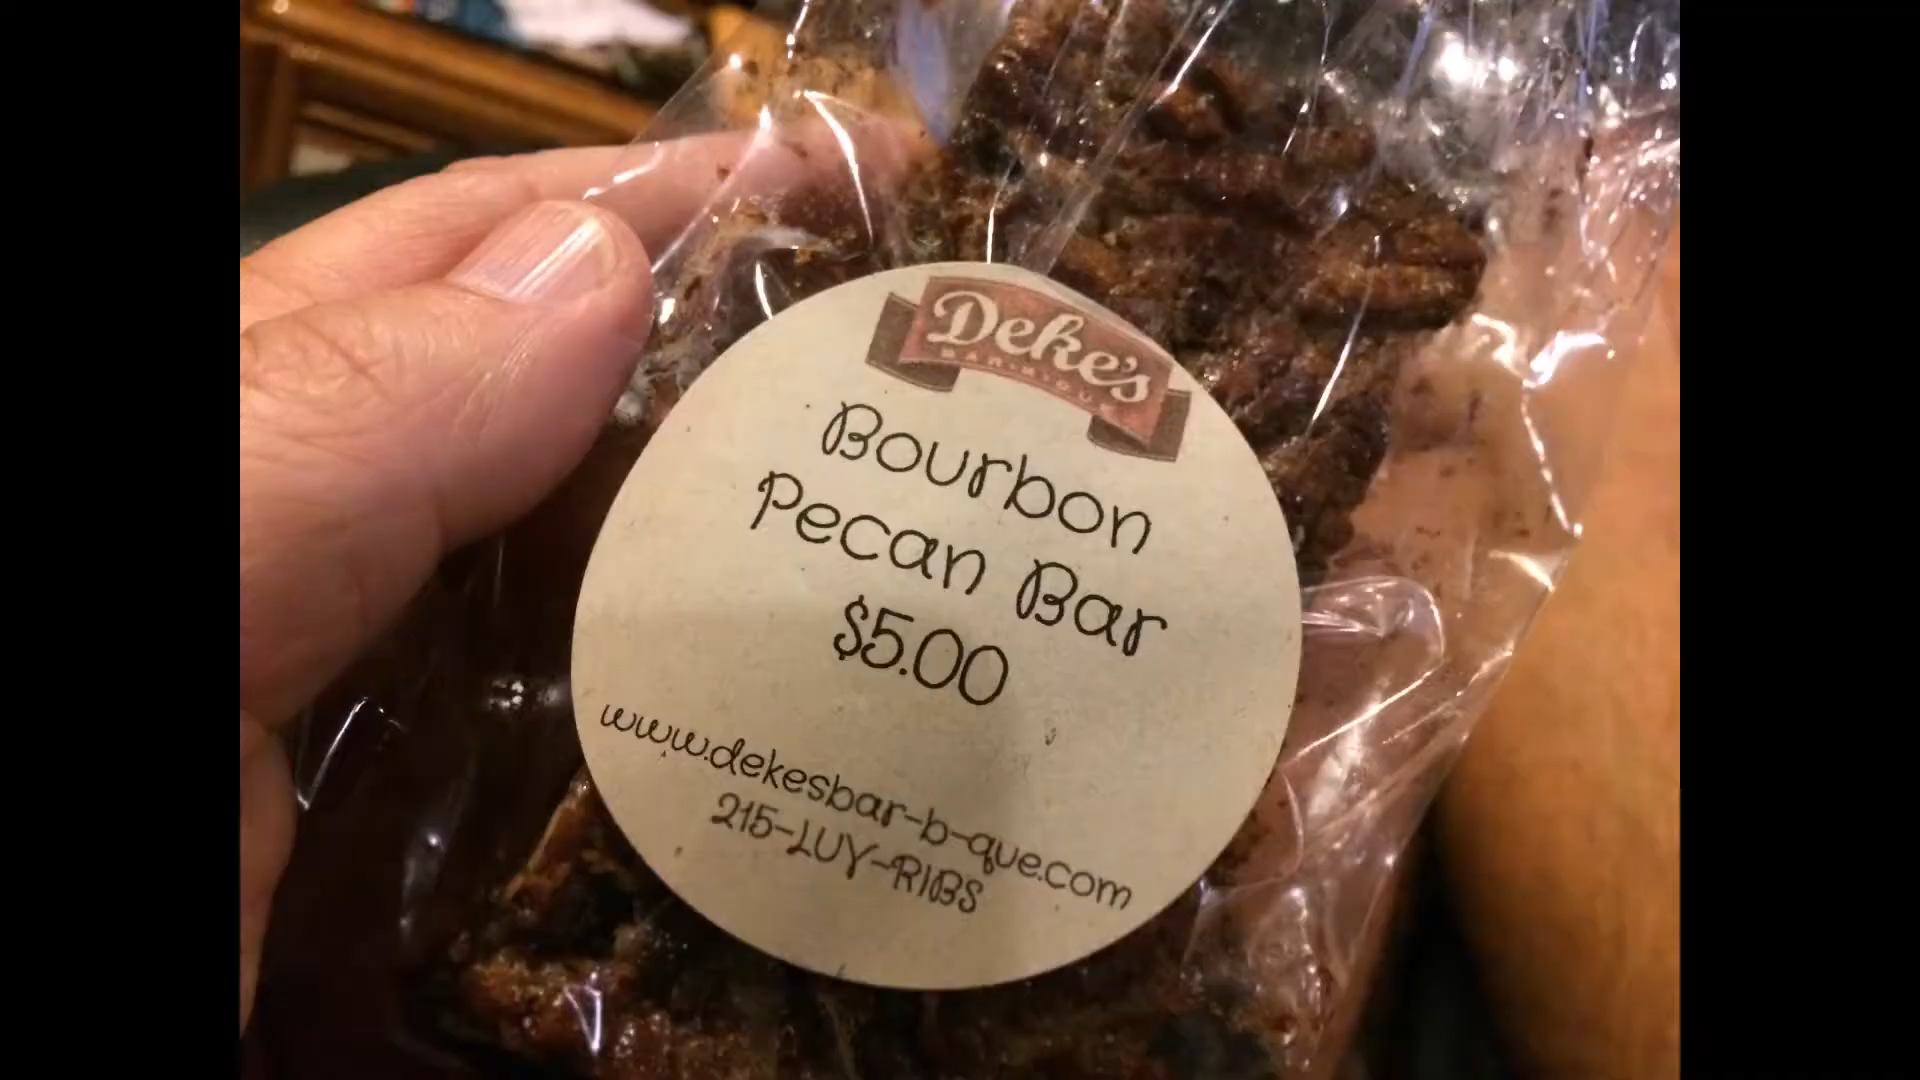 Deke's
BAR-B-QUE
Bourbon
Pecan Bar
$5.00
www.dekesbar-b-que.com
215-LUV-RIBS